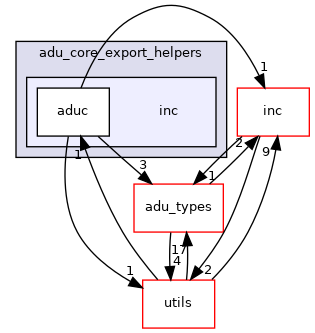 adu_core_export_helpers
1
aduc
inc
inc
1
3
2
9
1
adu_types
17
4
1
2
utils